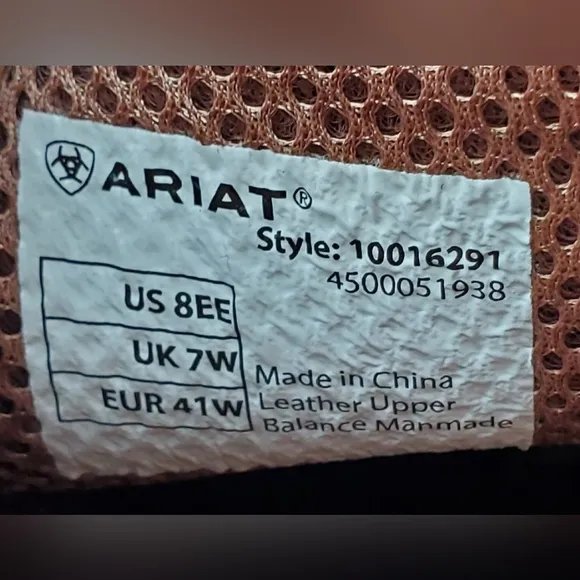 ARIAT®
Style: 10016291
4500051938
US 8EE
UK 7W
EUR 41W
Made in China
Leather Upper
Balance Manmade